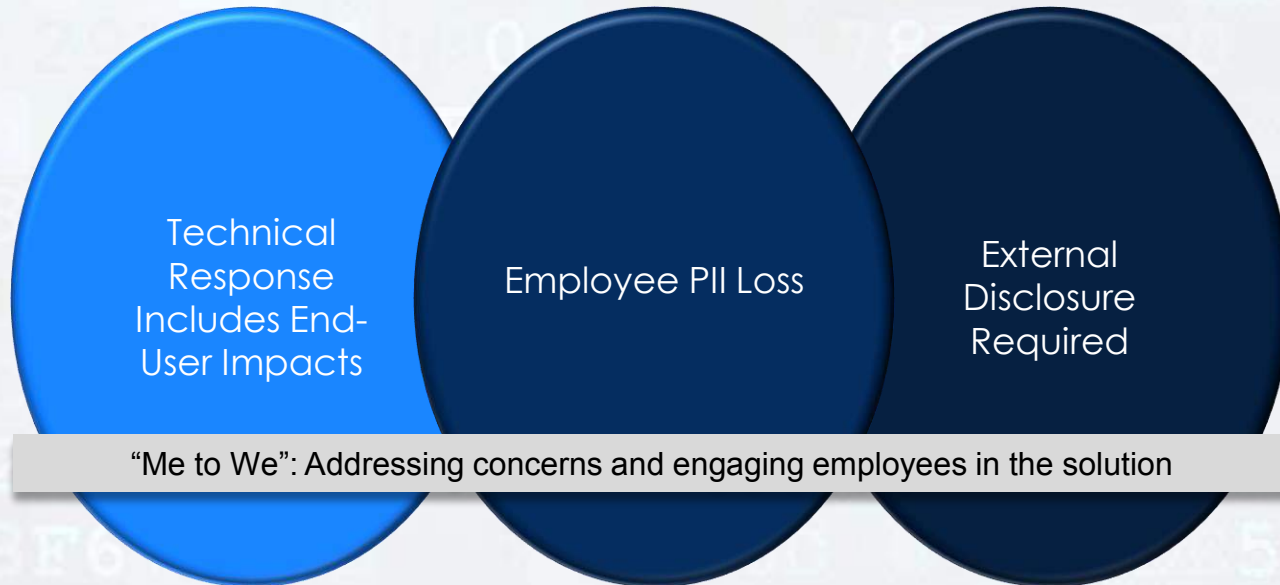 Technical
Response
Includes End-
User Impacts
Employee PII Loss
External
Disclosure
Required
“Me to We”: Addressing concerns and engaging employees in the solution